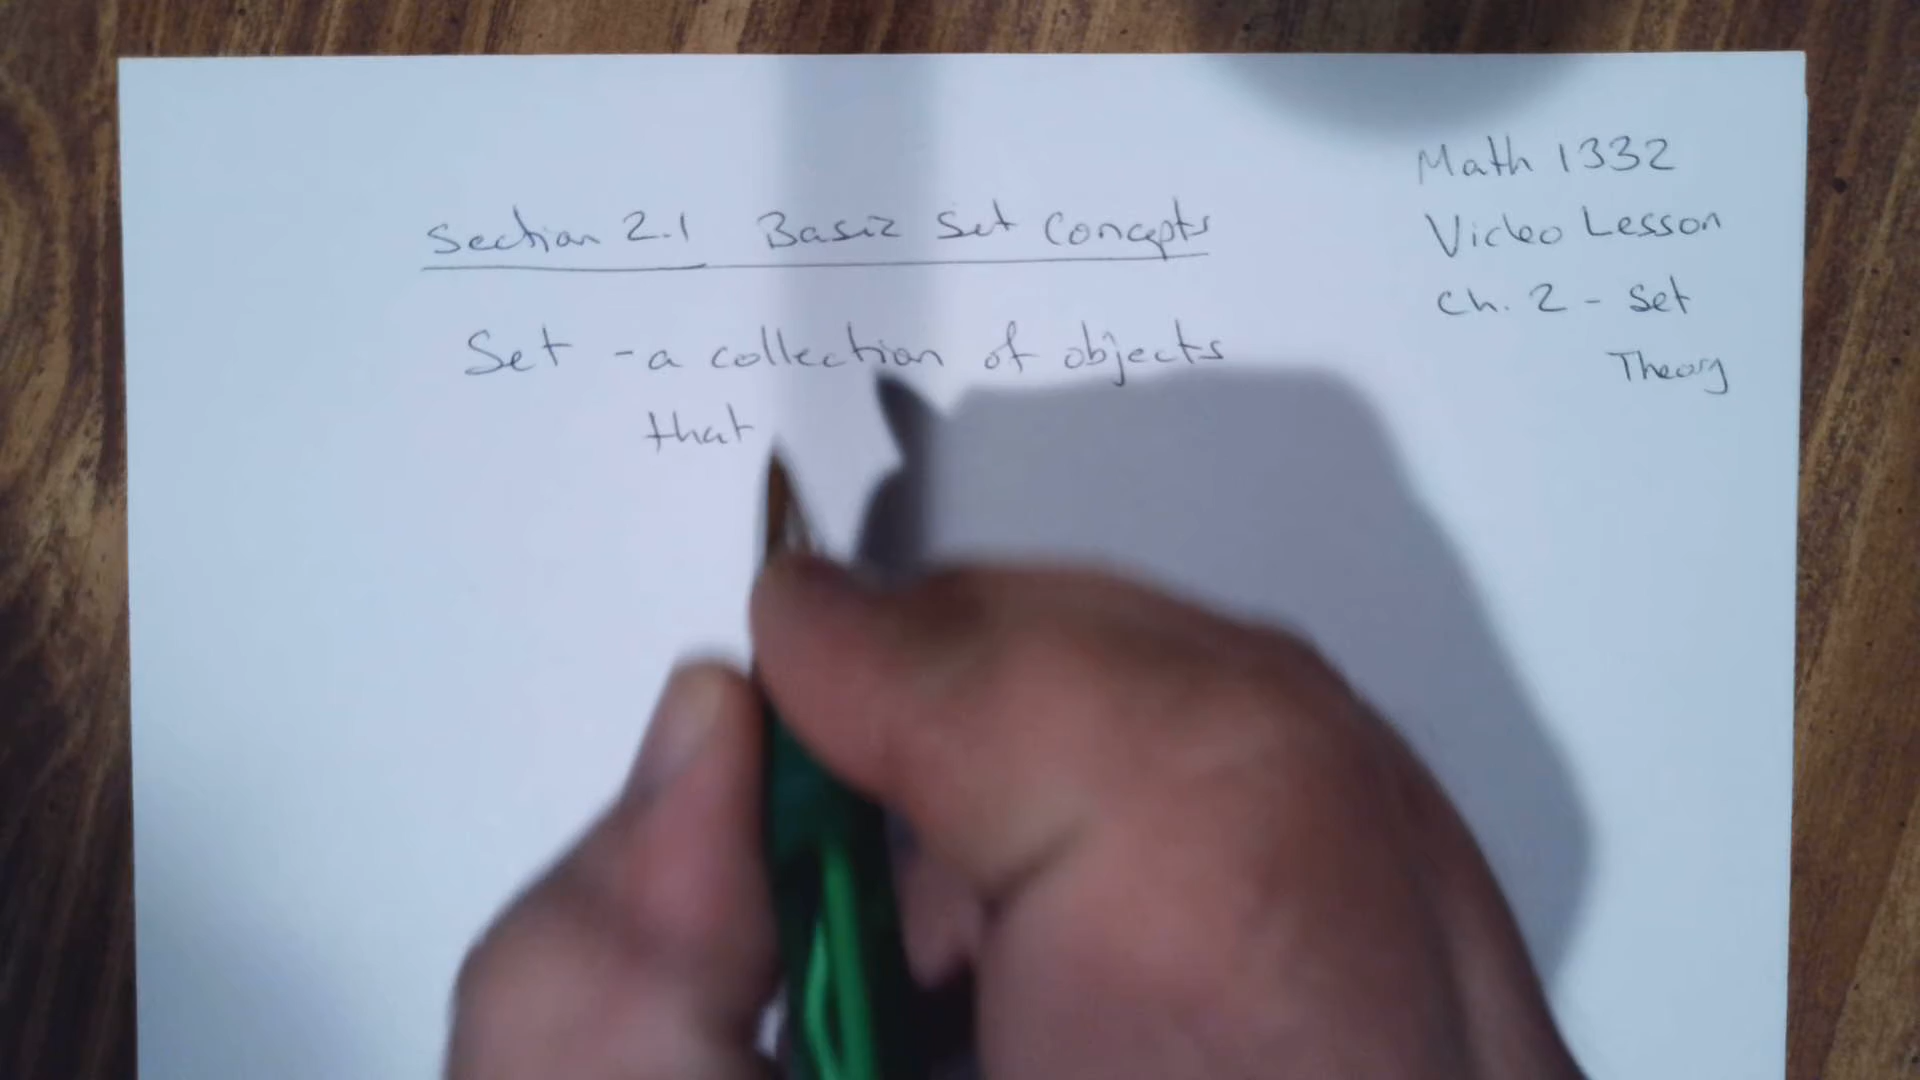 Math 1332
Video Lesson
Ch. 2 - Set
Theory
Section 2.1 Basic Set Concepts
Set - a collection of objects
that